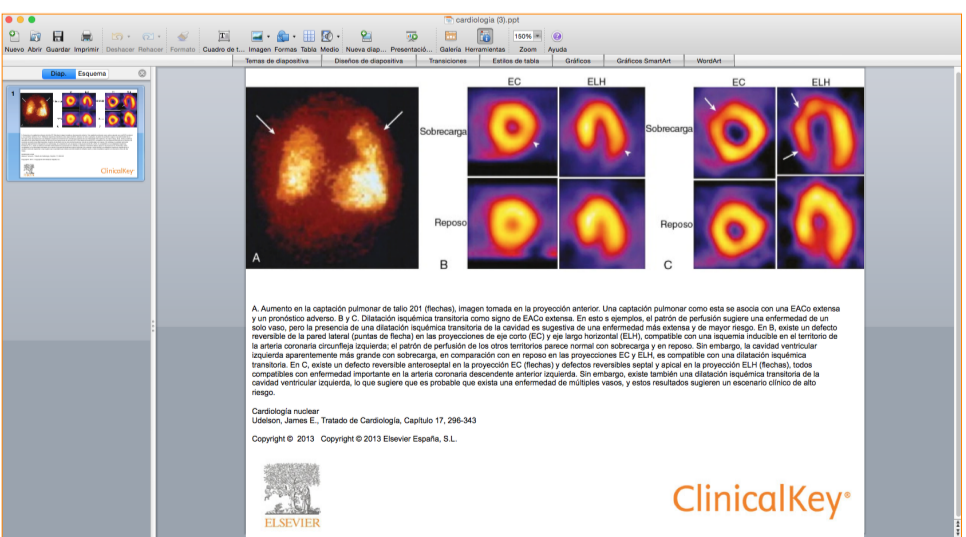 cardiologia (3).ppt
150%
Nuevo Abrir Guardar Imprimir Deshacer Rehacer Formato Cuadro de t... Imagen Formas Tabla Medio Nueva diap... Presentació... Galería Herramientas Zoom Ayuda
Temas de diapositiva Diseños de diapositiva Transiciones Estilos de tabla Gráficos Gráficos SmartArt WordArt
Diap. Esquema
1
ClinicalKey
EC ELH EC ELH
Sobrecarga Sobrecarga
Reposo Reposo
A B C
A. Aumento en la captación pulmonar de talio 201 (flechas), imagen tomada en la proyección anterior. Una captación pulmonar como esta se asocia con una EACo extensa
y un pronóstico adverso. B y C. Dilatación isquémica transitoria como signo de EACo extensa. En esto s ejemplos, el patrón de perfusión sugiere una enfermedad de un
solo vaso, pero la presencia de una dilatación isquémica transitoria de la cavidad es sugestiva de una enfermedad más extensa y de mayor riesgo. En B, existe un defecto
reversible de la pared lateral (puntas de flecha) en las proyecciones de eje corto (EC) y eje largo horizontal (ELH), compatible con una isquemia inducible en el territorio de
la arteria coronaria circunfleja izquierda; el patrón de perfusión de los otros territorios parece normal con sobrecarga y en reposo. Sin embargo, la cavidad ventricular
izquierda aparentemente más grande con sobrecarga, en comparación con en reposo en las proyecciones EC y ELH, es compatible con una dilatación isquémica
transitoria. En C, existe un defecto reversible anteroseptal en la proyección EC (flechas) y defectos reversibles septal y apical en la proyección ELH (flechas), todos
compatibles con enfermedad importante en la arteria coronaria descendente anterior izquierda. Sin embargo, existe también una dilatación isquémica transitoria de la
cavidad ventricular izquierda, lo que sugiere que es probable que exista una enfermedad de múltiples vasos, y estos resultados sugieren un escenario clínico de alto
riesgo.
Cardiología nuclear
Udelson, James E., Tratado de Cardiología, Capítulo 17, 296-343
Copyright © 2013 Copyright © 2013 Elsevier España, S.L.
ELSEVIER
ClinicalKey®